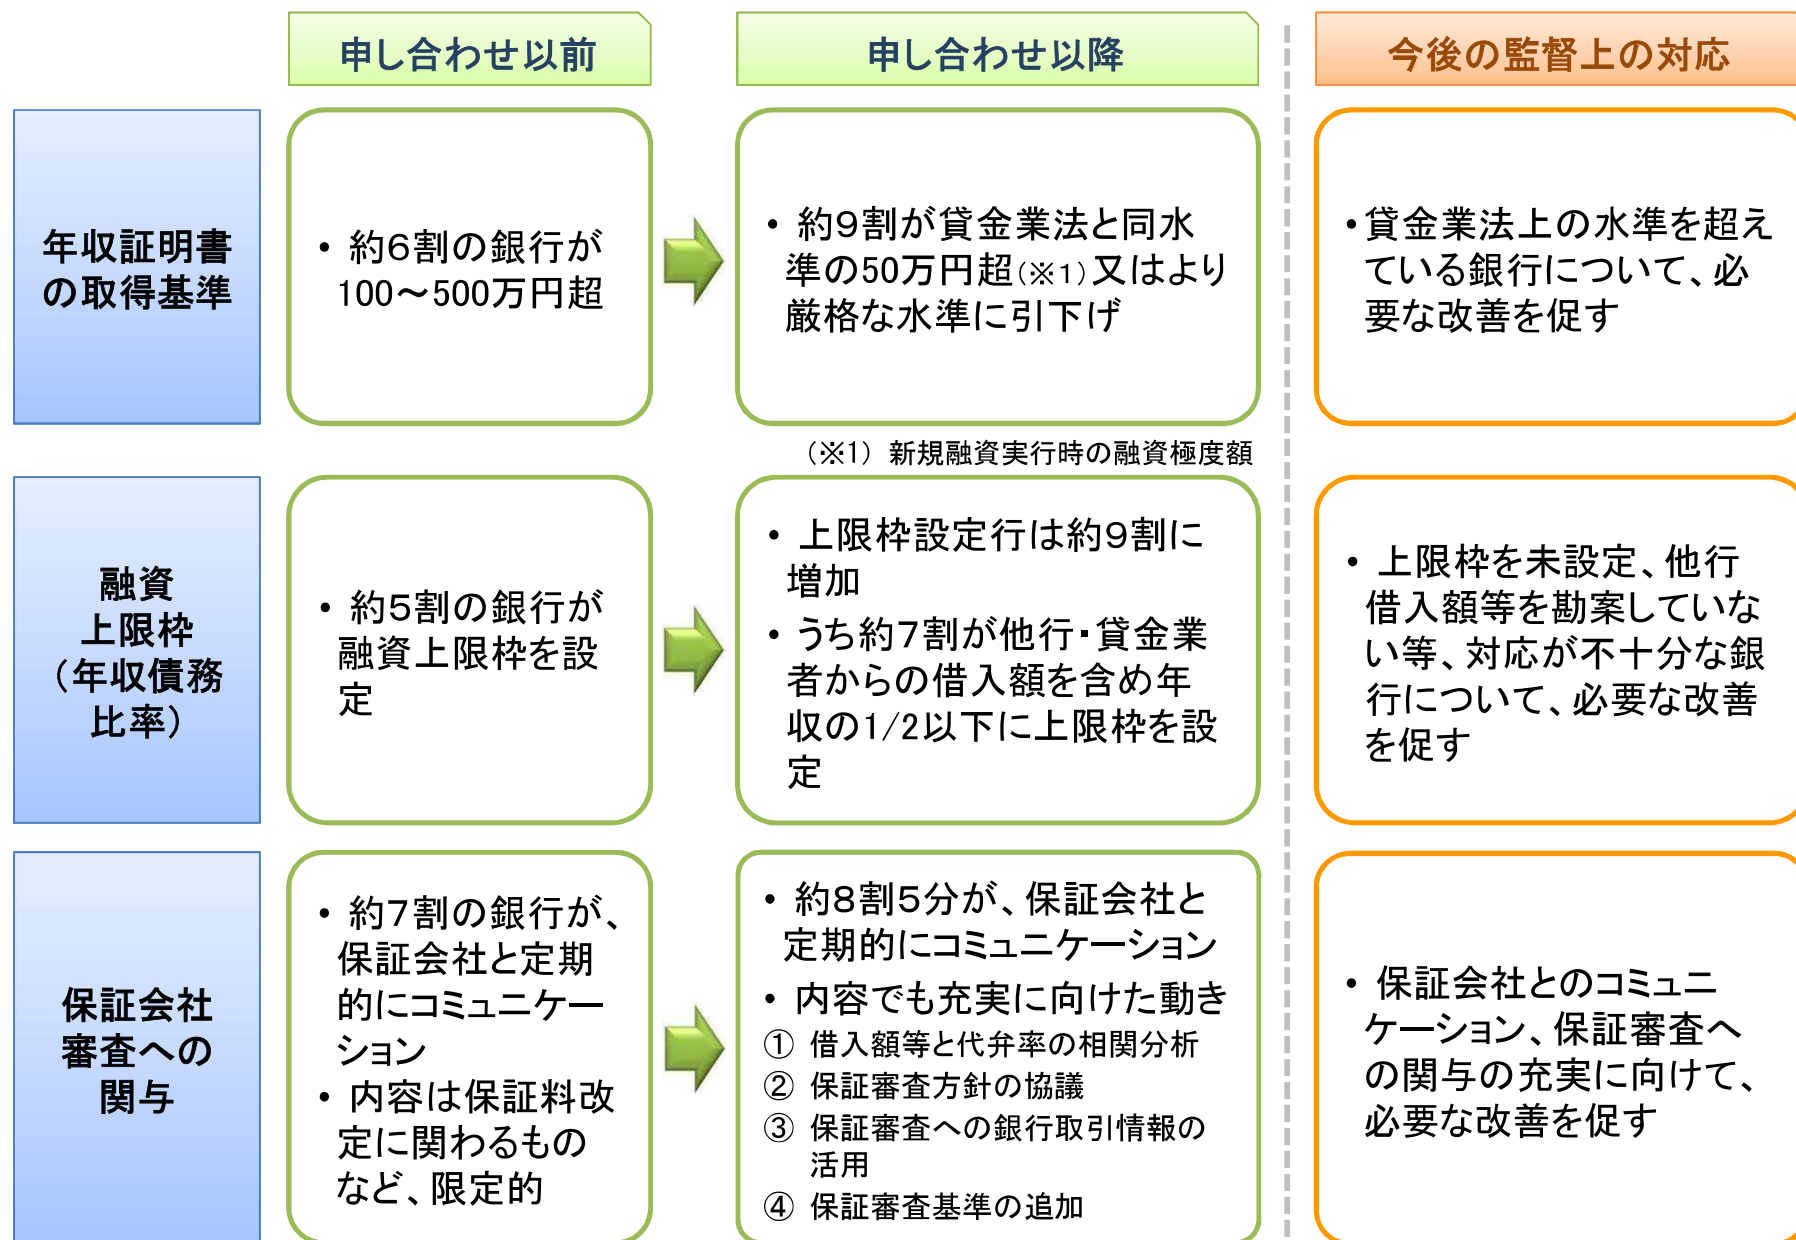 申し合わせ以前
申し合わせ以降
今後の監督上の対応
年収証明書
の取得基準
• 約6割の銀行が
100～500万円超
• 約9割が貸金業法と同水
準の50万円超(※1)又はより
厳格な水準に引下げ
•貸金業法上の水準を超え
ている銀行について、必
要な改善を促す
(※1) 新規融資実行時の融資極度額
融資
上限枠
(年収債務
比率)
• 約5割の銀行が
融資上限枠を設
定
• 上限枠設定行は約9割に
増加
• うち約7割が他行・貸金業
者からの借入額を含め年
収の1/2以下に上限枠を設
定
• 上限枠を未設定、他行
借入額等を勘案していな
い等、対応が不十分な銀
行について、必要な改善
を促す
保証会社
審査への
関与
• 約7割の銀行が、
保証会社と定期
的にコミュニケー
ション
• 内容は保証料改
定に関わるもの
など、限定的
• 約8割5分が、保証会社と
定期的にコミュニケーション
• 内容でも充実に向けた動き
① 借入額等と代弁率の相関分析
② 保証審査方針の協議
③ 保証審査への銀行取引情報の
活用
④ 保証審査基準の追加
• 保証会社とのコミュニ
ケーション、保証審査へ
の関与の充実に向けて、
必要な改善を促す